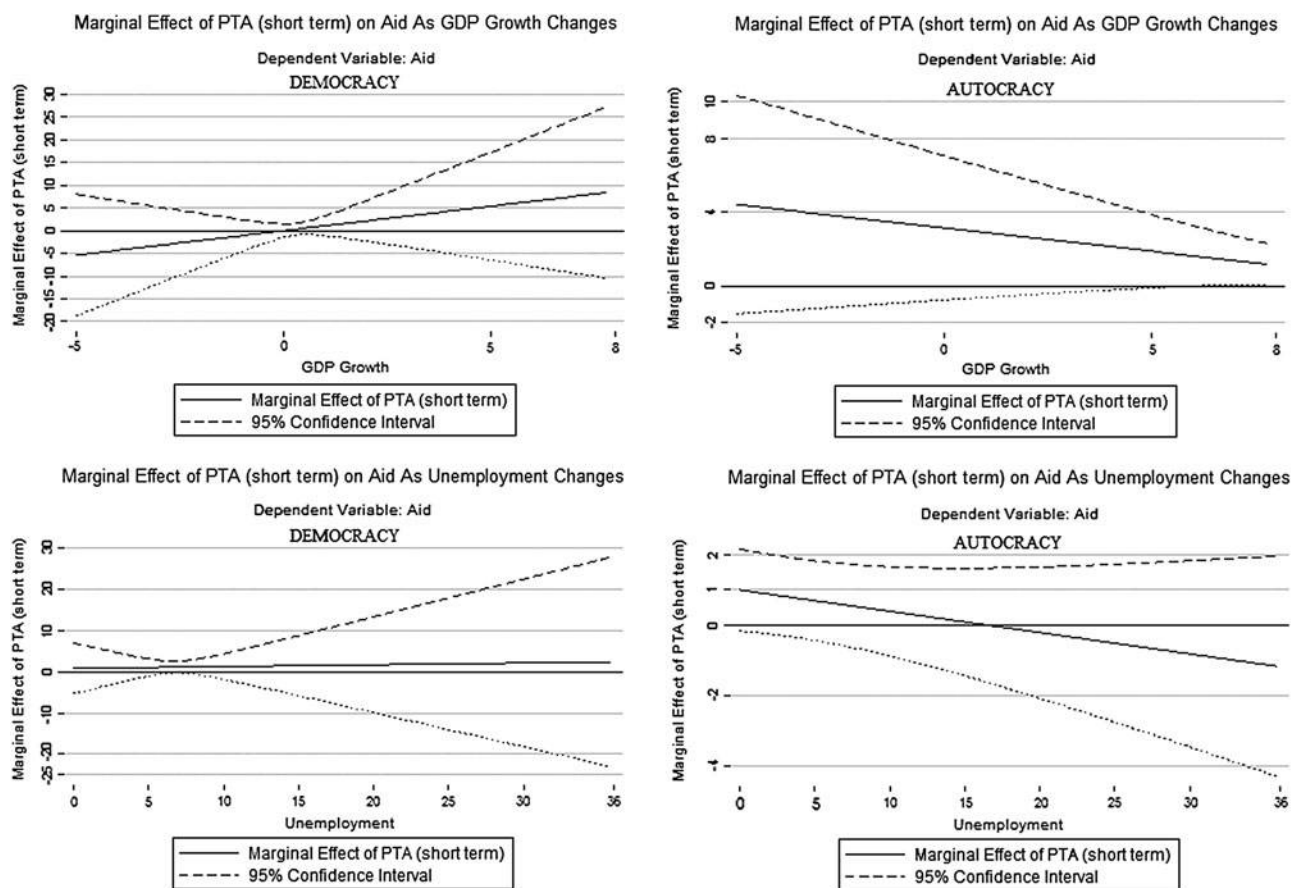 Marginal Effect of PTA (short term) on Aid As GDP Growth Changes
Dependent Variable: Aid
DEMOCRACY
Marginal Effect of PTA (short term)
30
25
20
15
10
5
0
-5
-10
-15
-20
-5
0
5
8
GDP Growth
Marginal Effect of PTA (short term)
95% Confidence Interval
Marginal Effect of PTA (short term) on Aid As GDP Growth Changes
Dependent Variable: Aid
AUTOCRACY
Marginal Effect of PTA (short term)
10
8
4
0
-2
-5
0
5
8
GDP Growth
Marginal Effect of PTA (short term)
95% Confidence Interval
Marginal Effect of PTA (short term) on Aid As Unemployment Changes
Dependent Variable: Aid
DEMOCRACY
Marginal Effect of PTA (short term)
30
20
10
0
-10
-20
-25
0
5
10
15
20
25
30
36
Unemployment
Marginal Effect of PTA (short term)
95% Confidence Interval
Marginal Effect of PTA (short term) on Aid As Unemployment Changes
Dependent Variable: Aid
AUTOCRACY
Marginal Effect of PTA (short term)
2
1
0
-2
-4
0
5
10
15
20
25
30
36
Unemployment
Marginal Effect of PTA (short term)
95% Confidence Interval